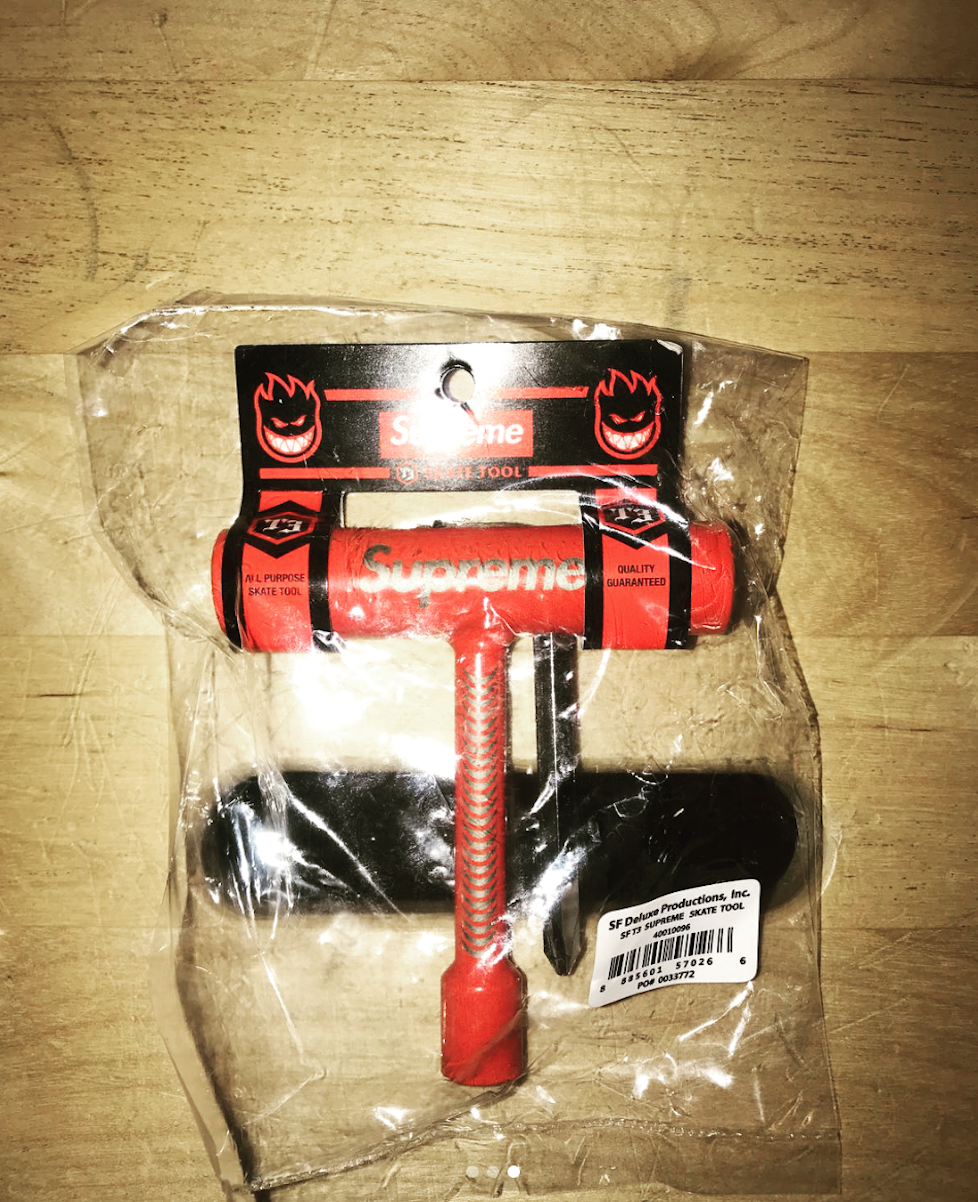 Supreme
T3 SKATE TOOL
T3
T3
ALL PURPOSE
SKATE TOOL
Supreme
QUALITY
GUARANTEED
SF Deluxe Productions, Inc.
SFT3 SUPREME SKATE TOOL
40010096
8 885601 57026 6
PO# 0033772